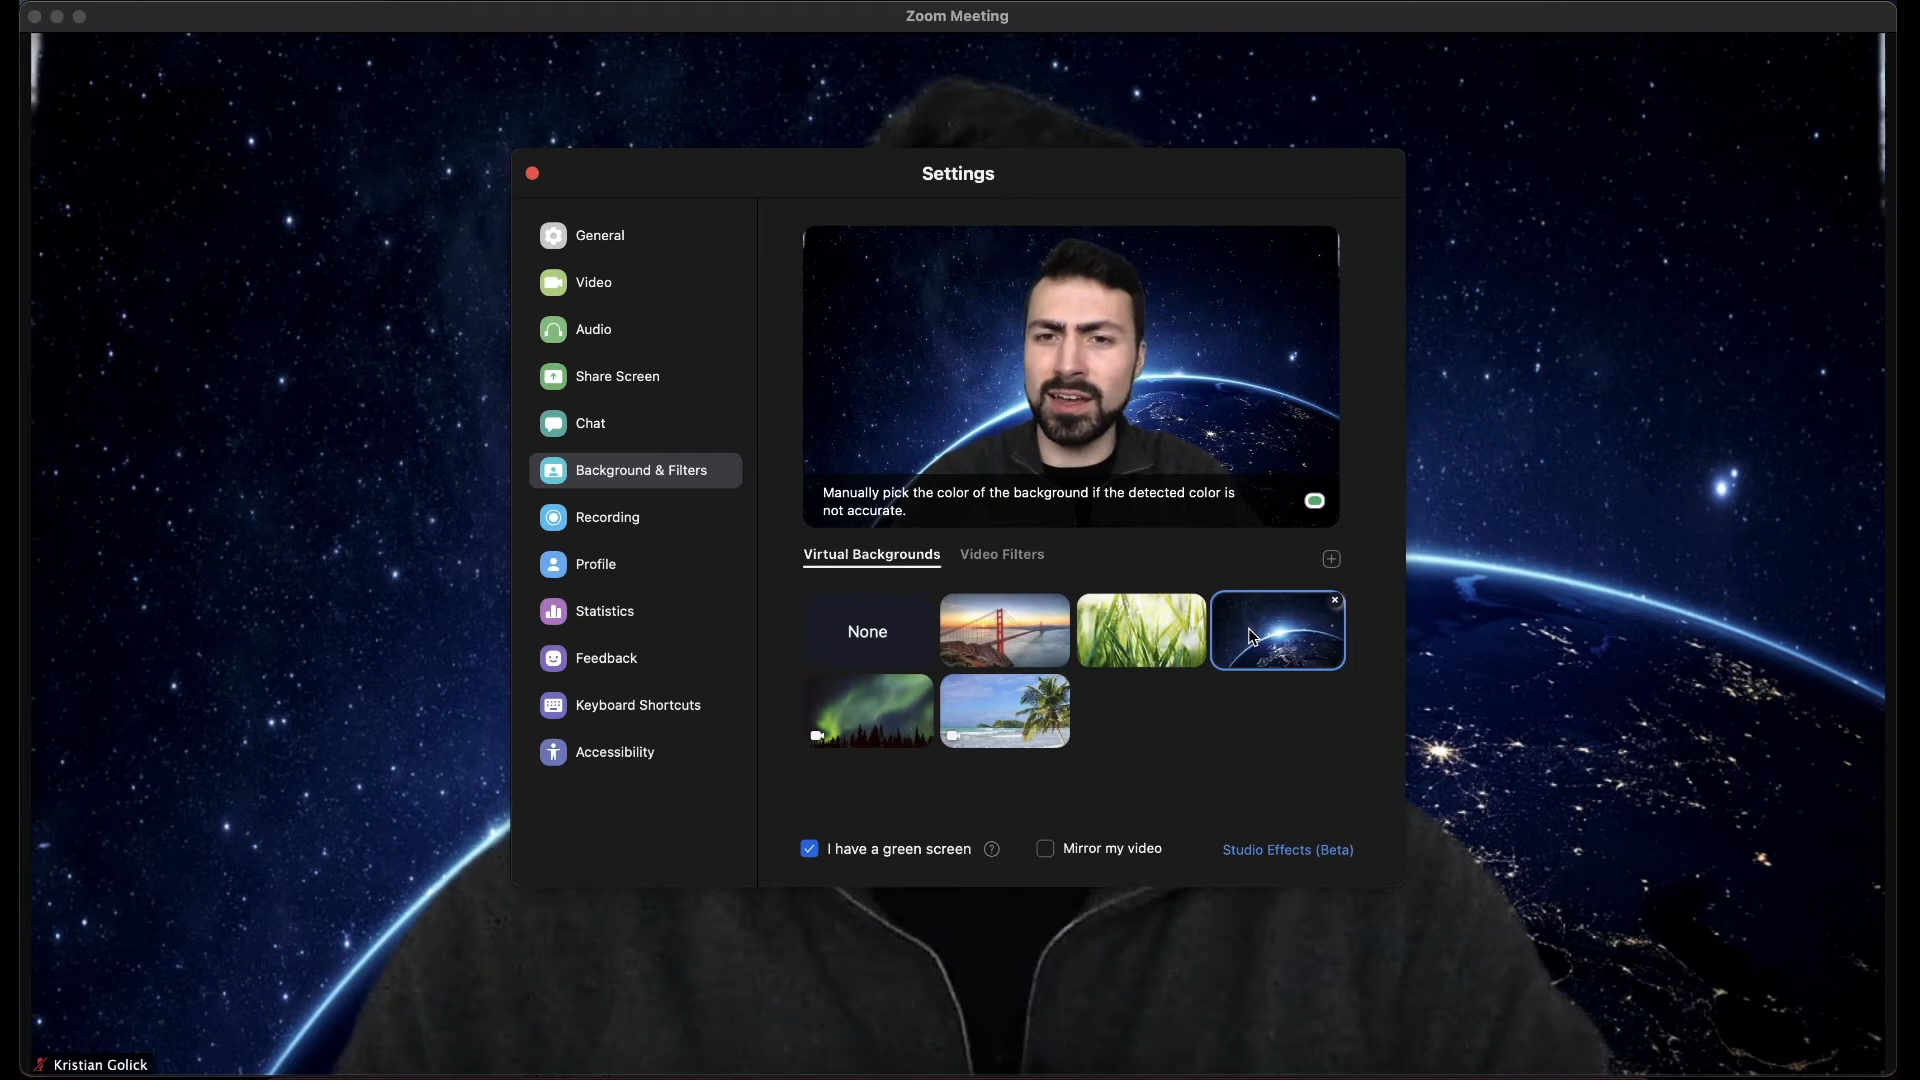 Zoom Meeting
Settings
General
Video
Audio
Share Screen
Chat
Background & Filters
Recording
Profile
Statistics
Feedback
Keyboard Shortcuts
Accessibility
Manually pick the color of the background if the detected color is
not accurate.
Virtual Backgrounds
Video Filters
None
I have a green screen
Mirror my video
Studio Effects (Beta)
Kristian Golick